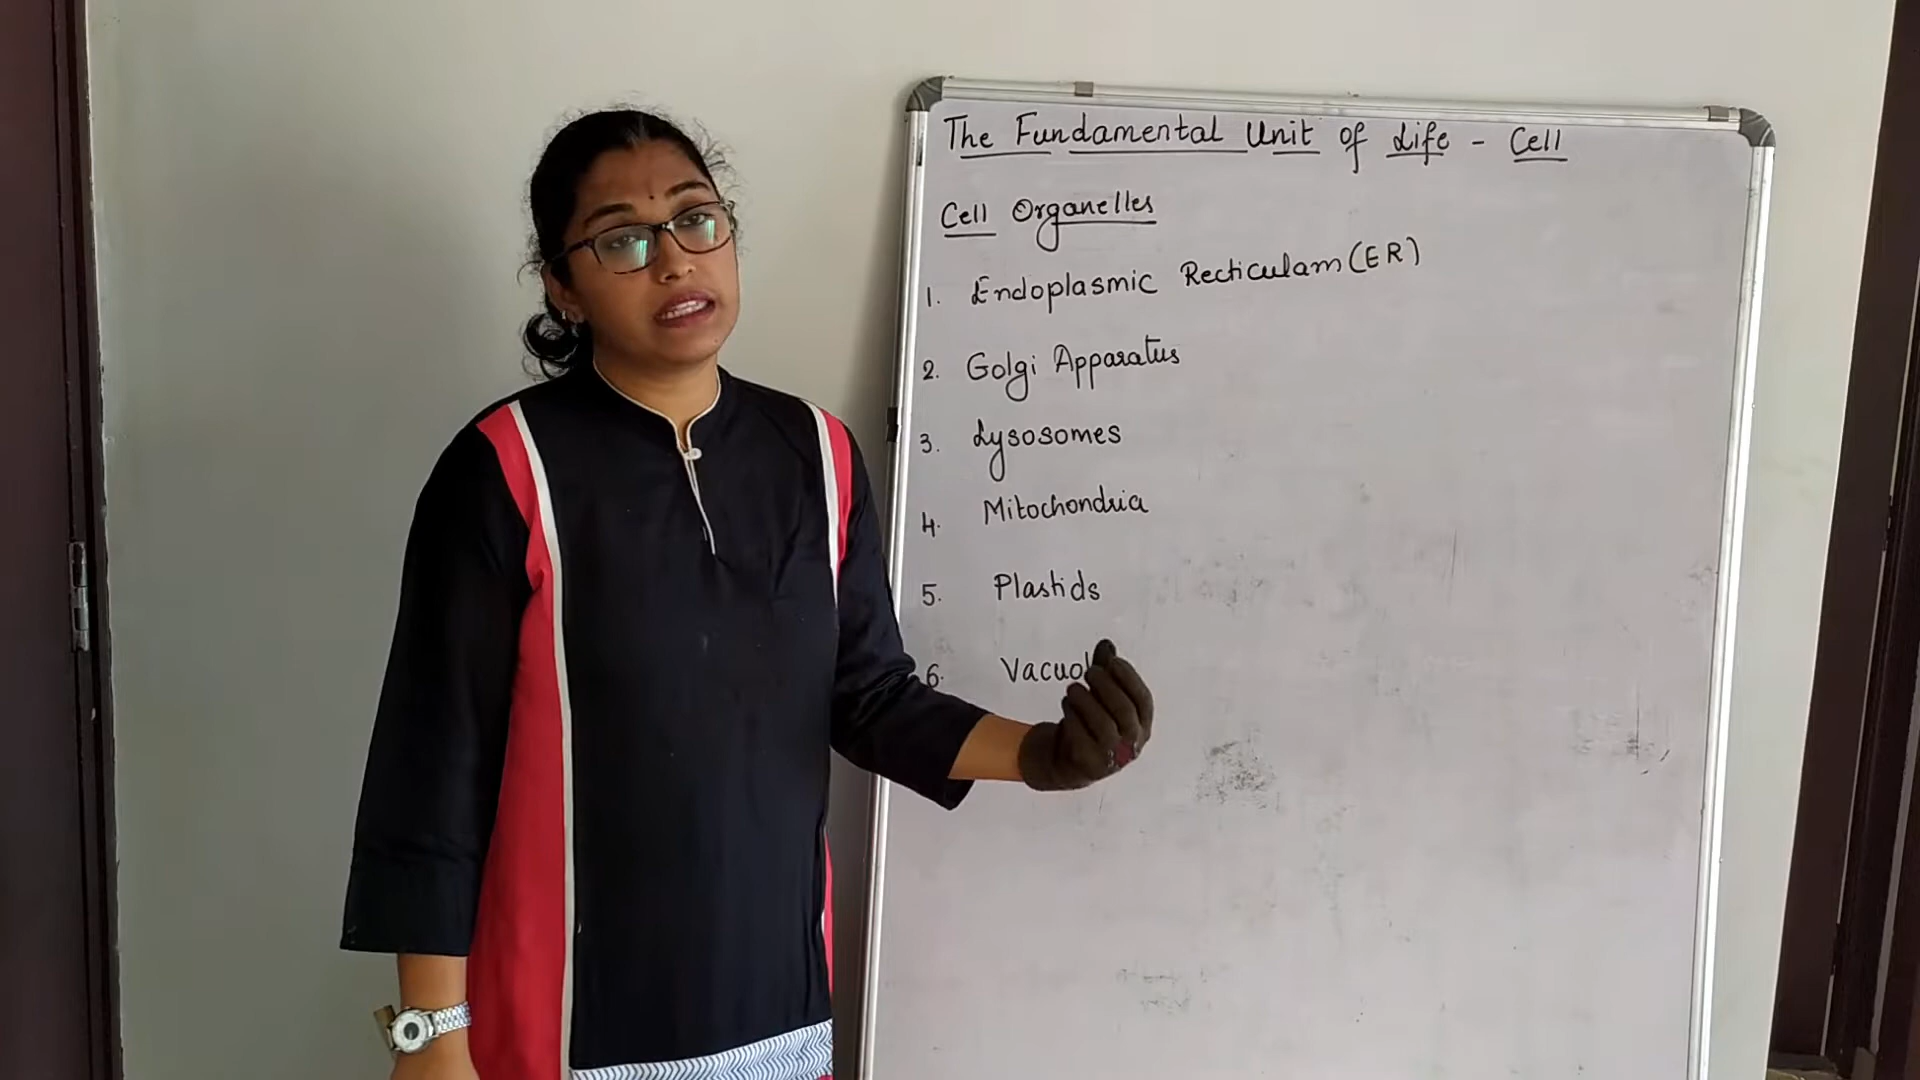 The Fundamental Unit of Life - Cell
Cell Organelles
1. Endoplasmic Recticulam (ER)
2. Golgi Apparatus
3. Lysosomes
4. Mitochondria
5. Plastids
6.